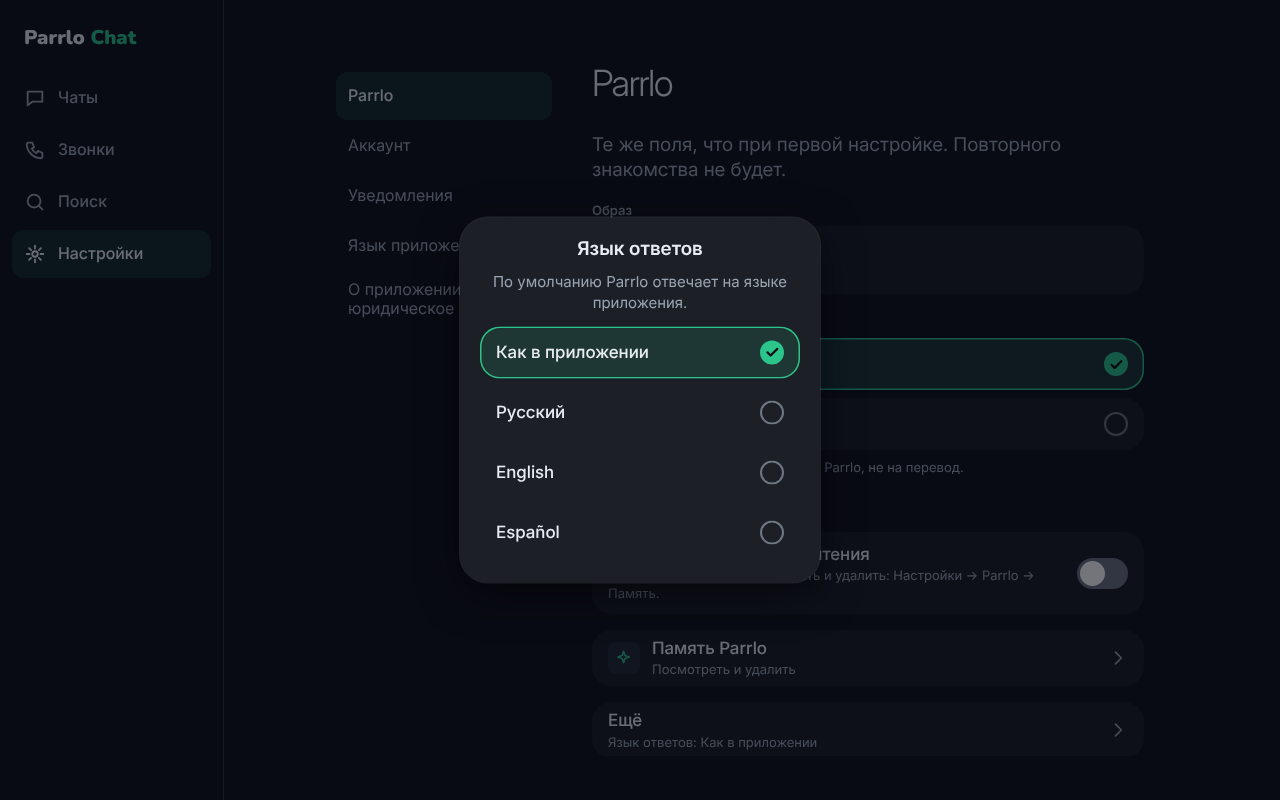 Parrlo Chat
Чаты
Звонки
Поиск
Настройки
Parrlo
Аккаунт
Уведомления
Язык
О приложении
юридическое
Parrlo
Те же поля, что при первой настройке. Повторного
знакомства не будет.
Образ
Язык ответов
По умолчанию Parrlo отвечает на языке
приложения.
Как в приложении
Русский
English
Español
Parrlo, не на перевод.
и удалить: Настройки → Parrlo →
Память.
Память Parrlo
Посмотреть и удалить
Ещё
Язык ответов: Как в приложении